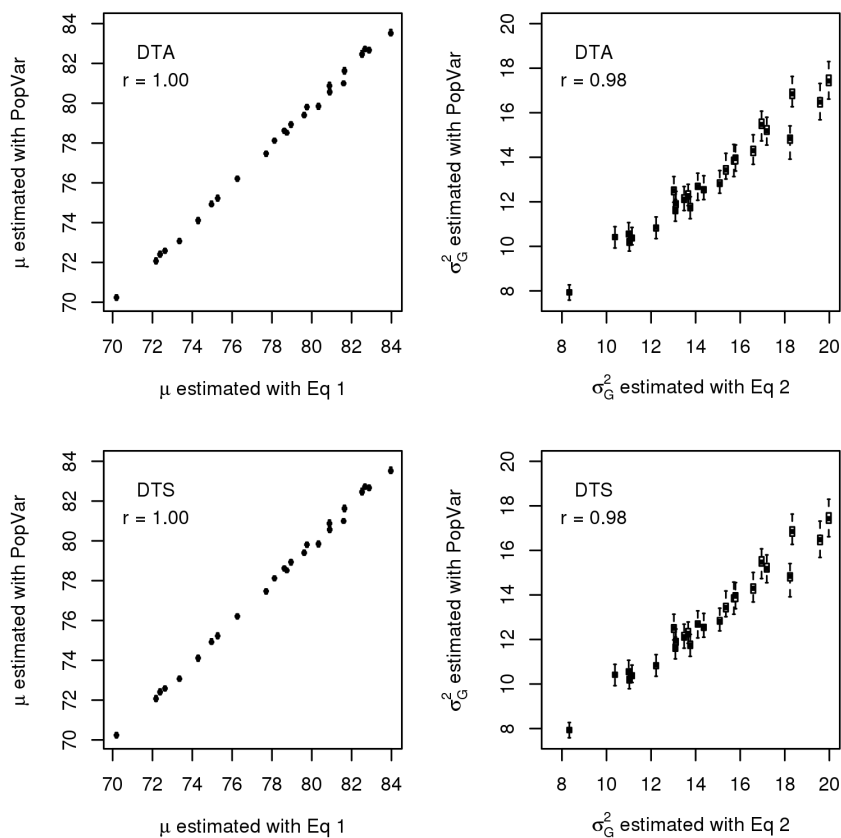 84
82
80
78
76
74
72
70
μ estimated with PopVar
DTA
r = 1.00
70 72 74 76 78 80 82 84
μ estimated with Eq 1
20
18
16
14
12
10
8
σ²G estimated with PopVar
DTA
r = 0.98
8 10 12 14 16 18 20
σ²G estimated with Eq 2
84
82
80
78
76
74
72
70
μ estimated with PopVar
DTS
r = 1.00
70 72 74 76 78 80 82 84
μ estimated with Eq 1
20
18
16
14
12
10
8
σ²G estimated with PopVar
DTS
r = 0.98
8 10 12 14 16 18 20
σ²G estimated with Eq 2